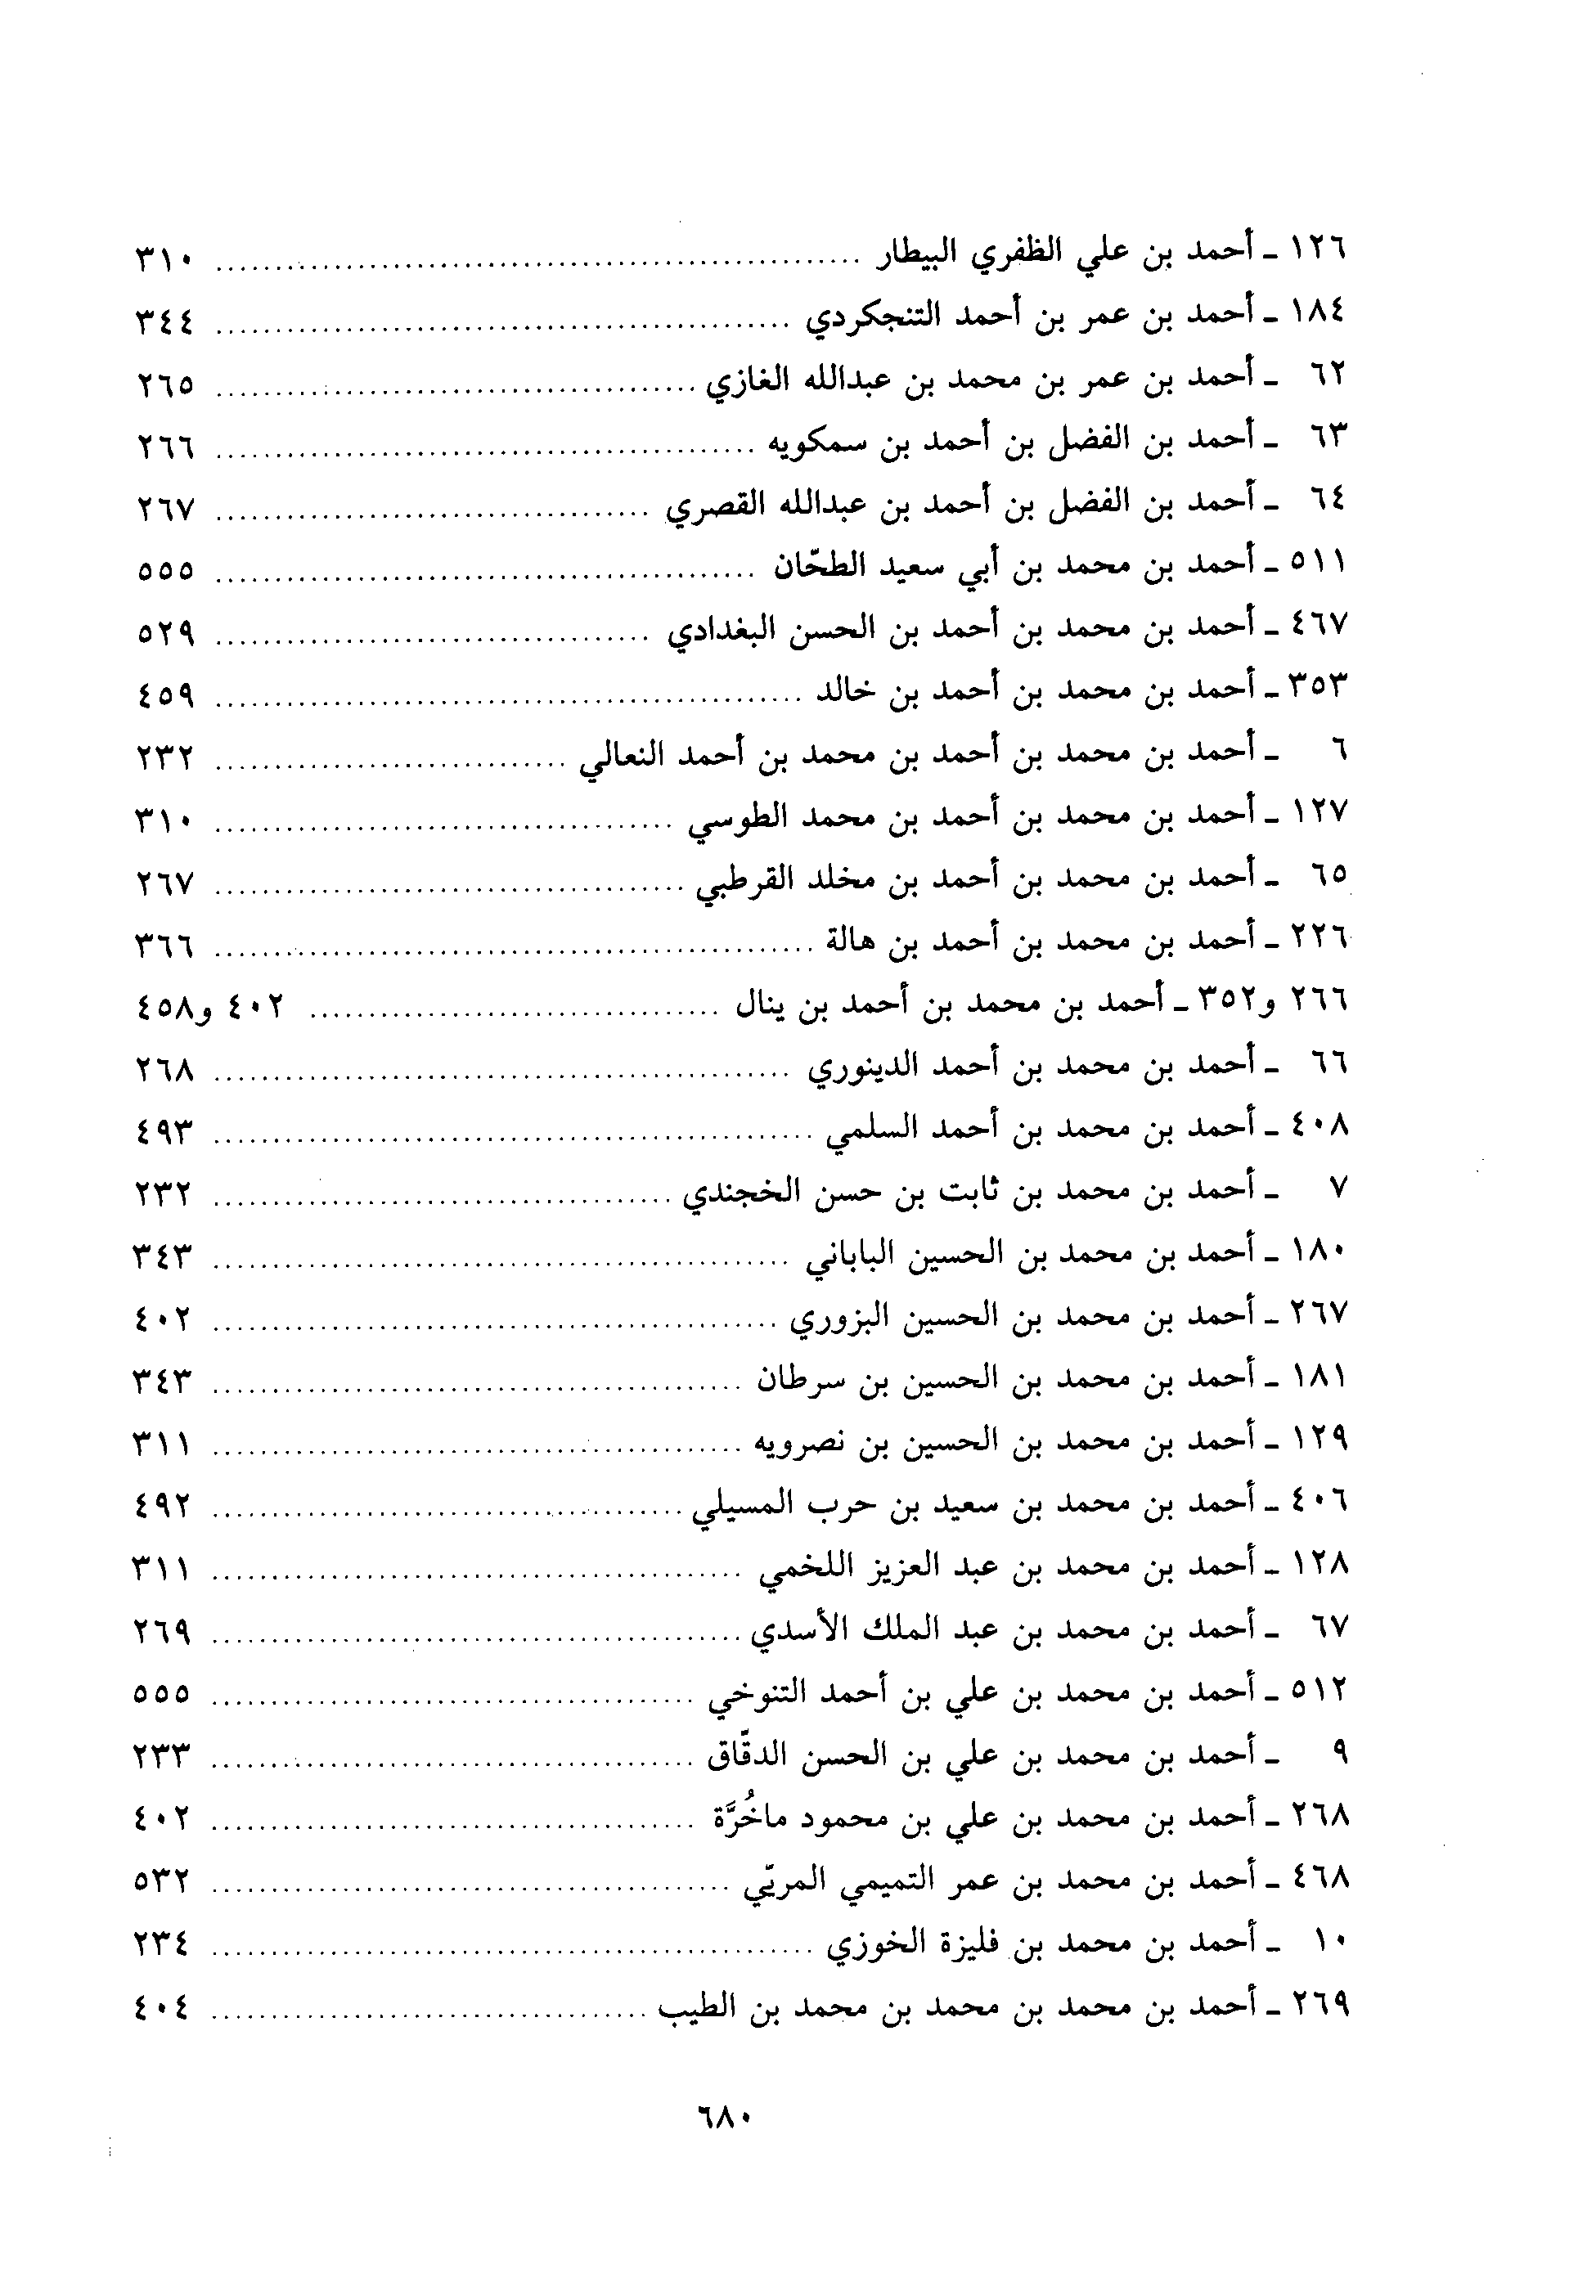 ١٢٦ ـ أحمد بن علي الظفري البيطار ........ ٣١٠
١٨٤ ـ أحمد بن عمر بن أحمد التنجكردي ........ ٣٤٤
٦٢ ـ أحمد بن عمر بن محمد بن عبدالله الغازي ........ ٢٦٥
٦٣ ـ أحمد بن الفضل بن أحمد بن سمكويه ........ ٢٦٦
٦٤ ـ أحمد بن الفضل بن أحمد بن عبدالله القصري ........ ٢٦٧
٥١١ ـ أحمد بن محمد بن أبي سعيد الطحّان ........ ٥٥٥
٤٦٧ ـ أحمد بن محمد بن أحمد بن الحسن البغدادي ........ ٥٢٩
٣٥٣ ـ أحمد بن محمد بن أحمد بن خالد ........ ٤٥٩
٦ ـ أحمد بن محمد بن أحمد بن محمد بن أحمد النعالي ........ ٢٣٢
١٢٧ ـ أحمد بن محمد بن أحمد بن محمد الطوسي ........ ٣١٠
٦٥ ـ أحمد بن محمد بن أحمد بن مخلد القرطبي ........ ٢٦٧
٢٢٦ ـ أحمد بن محمد بن أحمد بن هالة ........ ٣٦٦
٢٦٦ و٣٥٢ ـ أحمد بن محمد بن أحمد بن ينال ........ ٤٠٢ و٤٥٨
٦٦ ـ أحمد بن محمد بن أحمد الدينوري ........ ٢٦٨
٤٠٨ ـ أحمد بن محمد بن أحمد السلمي ........ ٤٩٣
٧ ـ أحمد بن محمد بن ثابت بن حسن الخجندي ........ ٢٣٢
١٨٠ ـ أحمد بن محمد بن الحسين الباباني ........ ٣٤٣
٢٦٧ ـ أحمد بن محمد بن الحسين البزوري ........ ٤٠٢
١٨١ ـ أحمد بن محمد بن الحسين بن سرطان ........ ٣٤٣
١٢٩ ـ أحمد بن محمد بن الحسين بن نصرويه ........ ٣١١
٤٠٦ ـ أحمد بن محمد بن سعيد بن حرب المسيلي ........ ٤٩٢
١٢٨ ـ أحمد بن محمد بن عبد العزيز اللخمي ........ ٣١١
٦٧ ـ أحمد بن محمد بن عبد الملك الأسدي ........ ٢٦٩
٥١٢ ـ أحمد بن محمد بن علي بن أحمد التنوخي ........ ٥٥٥
٩ ـ أحمد بن محمد بن علي بن الحسن الدقّاق ........ ٢٣٣
٢٦٨ ـ أحمد بن محمد بن علي بن محمود ماخُرَّة ........ ٤٠٢
٤٦٨ ـ أحمد بن محمد بن عمر التميمي المريّي ........ ٥٣٢
١٠ ـ أحمد بن محمد بن فليزة الخوزي ........ ٢٣٤
٢٦٩ ـ أحمد بن محمد بن محمد بن محمد بن الطيب ........ ٤٠٤
٦٨٠